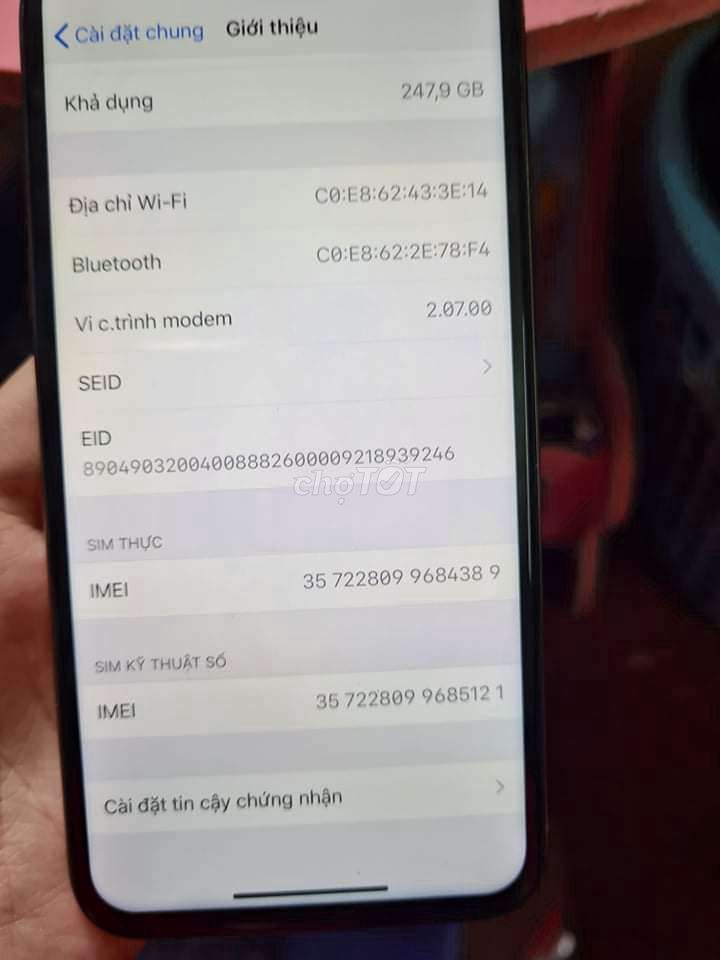 Cài đặt chung Giới thiệu
Khả dụng 247,9 GB
Địa chỉ Wi-Fi C0:E8:62:43:3E:14
Bluetooth C0:E8:62:2E:78:F4
Vi c.trình modem 2.07.00
SEID
EID
89049032004008882600009218939246
chợTỐT
SIM THỰC
IMEI 35 722809 968438 9
SIM KỸ THUẬT SỐ
IMEI 35 722809 968512 1
Cài đặt tin cậy chứng nhận